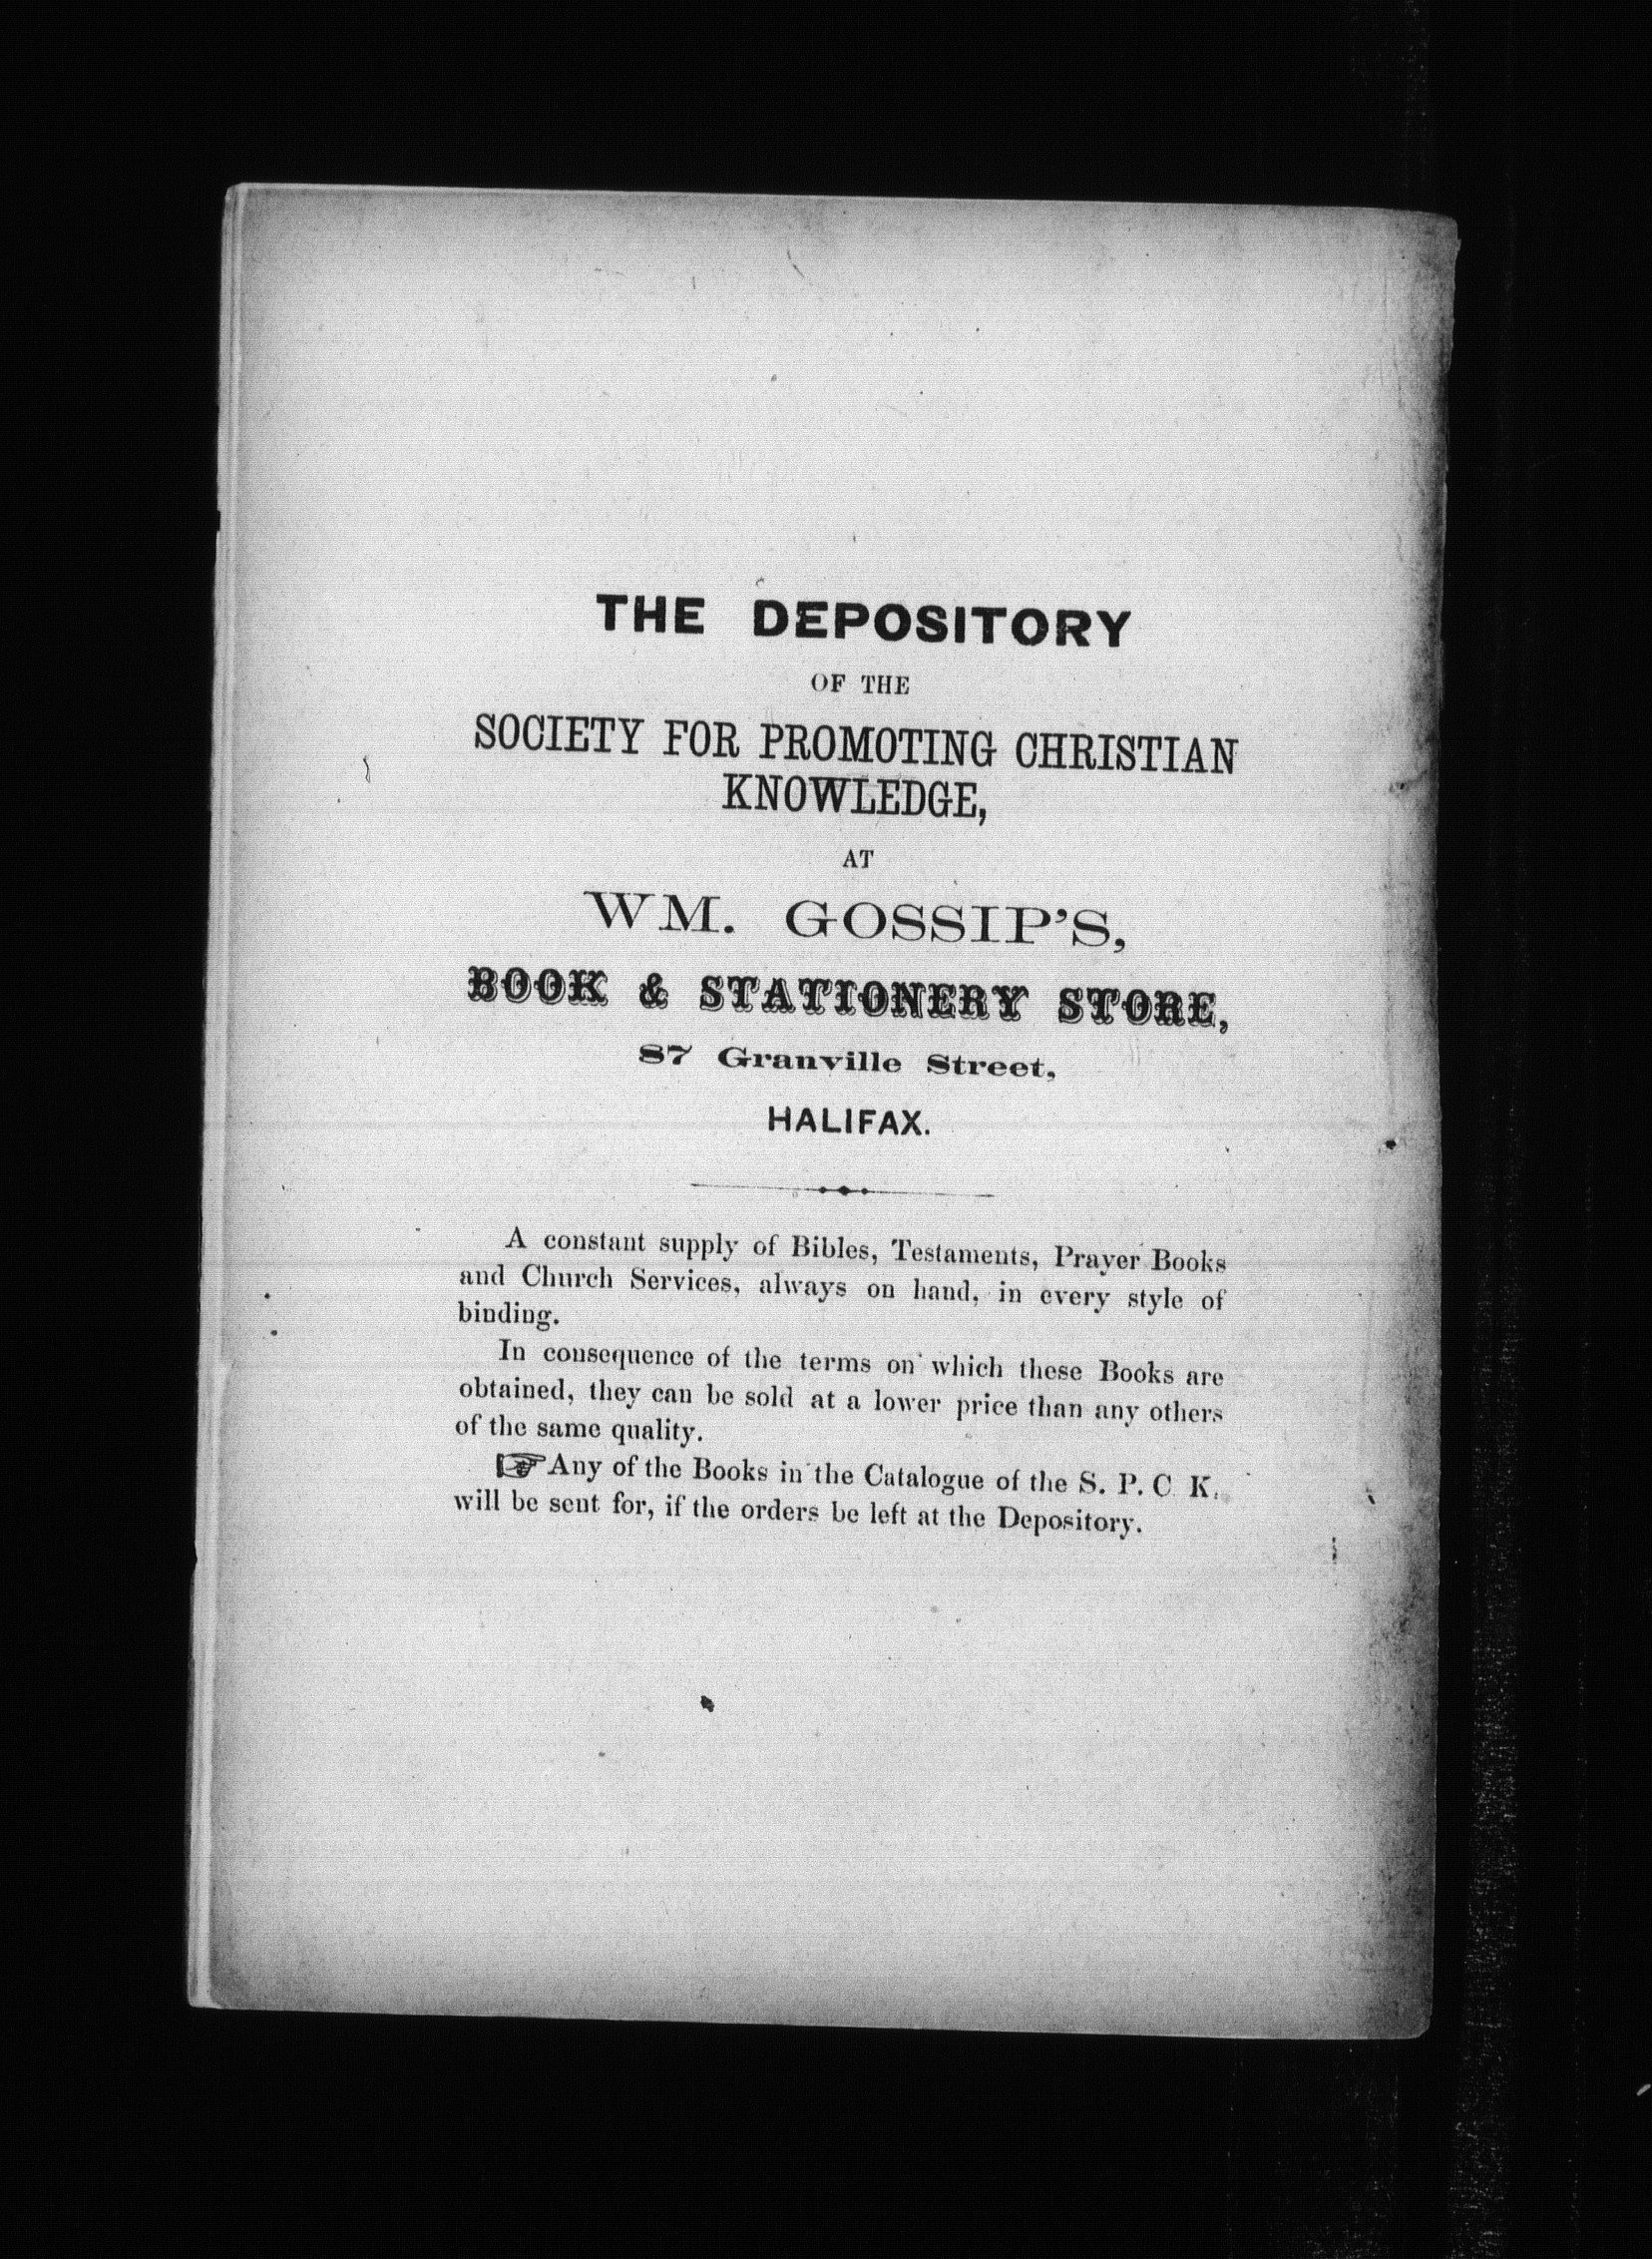 THE DEPOSITORY
OF THE
SOCIETY FOR PROMOTING CHRISTIAN
KNOWLEDGE,
AT
WM. GOSSIP'S,
BOOK & STATIONERY STORE,
87 Granville Street,
HALIFAX.
A constant supply of Bibles, Testaments, Prayer Books
and Church Services, always on hand, in every style of
binding.
In consequence of the terms on which these Books are
obtained, they can be sold at a lower price than any others
of the same quality.
☞ Any of the Books in the Catalogue of the S. P. C K.
will be sent for, if the orders be left at the Depository.